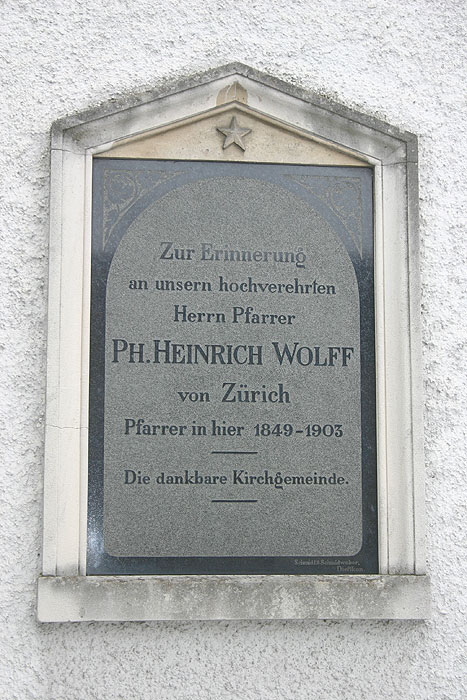 Zur Erinnerung
an unsern hochverehrten
Herrn Pfarrer
PH. HEINRICH WOLFF
von Zürich
Pfarrer in hier 1849-1903
Die dankbare Kirchgemeinde.
Dietikon